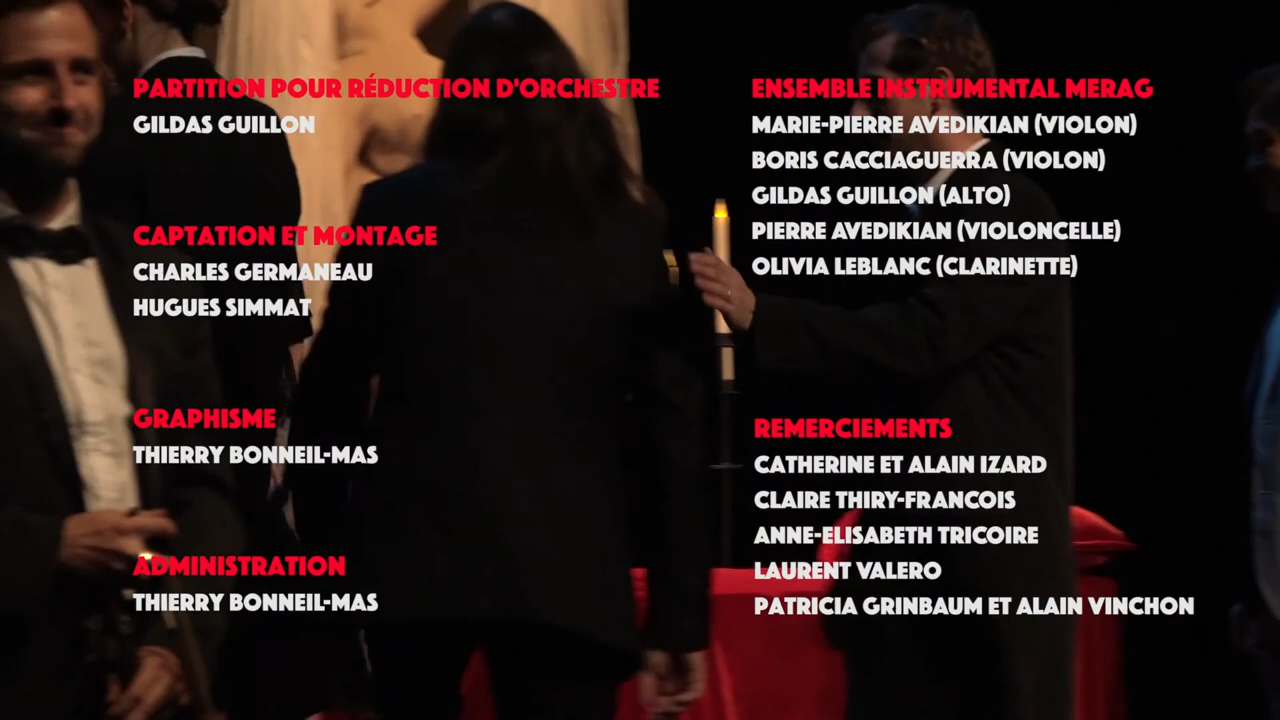 PARTITION POUR RÉDUCTION D'ORCHESTRE
GILDAS GUILLON
CAPTATION ET MONTAGE
CHARLES GERMANEAU
HUGUES SIMMAT
GRAPHISME
THIERRY BONNEIL-MAS
ADMINISTRATION
THIERRY BONNEIL-MAS
ENSEMBLE INSTRUMENTAL MERAG
MARIE-PIERRE AVEDIKIAN (VIOLON)
BORIS CACCIAGUERRA (VIOLON)
GILDAS GUILLON (ALTO)
PIERRE AVEDIKIAN (VIOLONCELLE)
OLIVIA LEBLANC (CLARINETTE)
REMERCIEMENTS
CATHERINE ET ALAIN IZARD
CLAIRE THIRY-FRANCOIS
ANNE-ELISABETH TRICOIRE
LAURENT VALERO
PATRICIA GRINBAUM ET ALAIN VINCHON